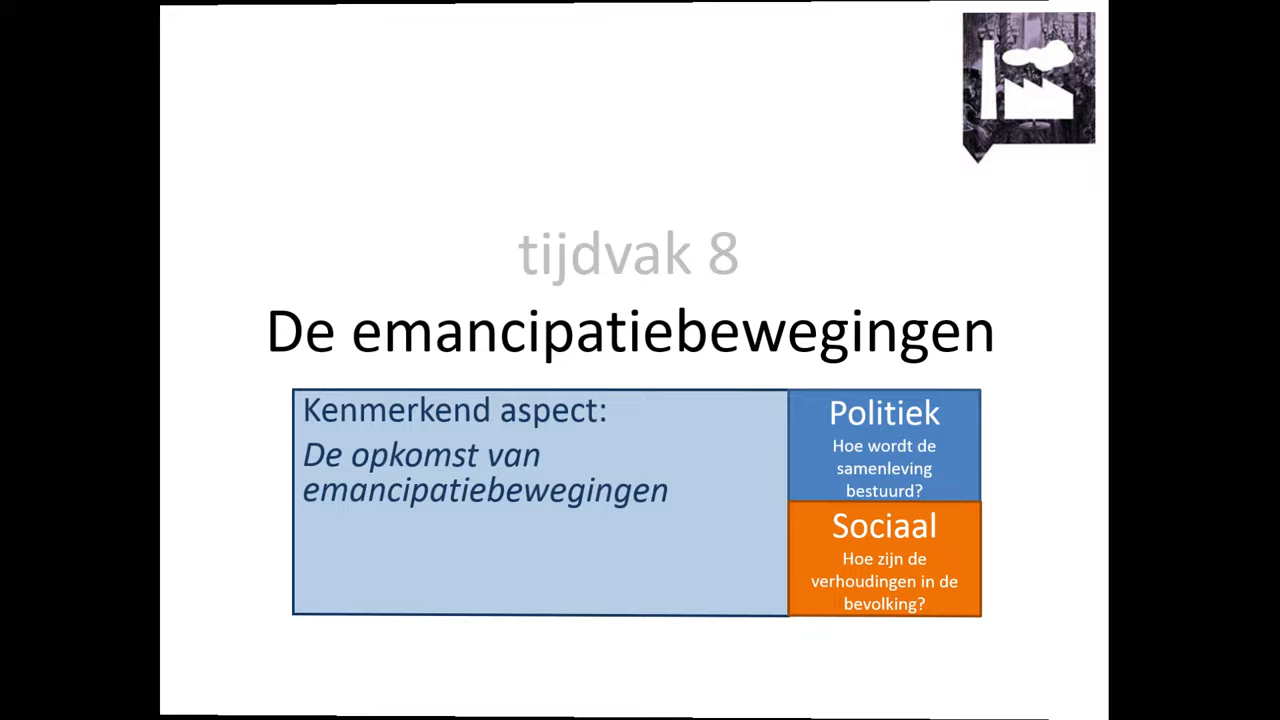 tijdvak 8
De emancipatiebewegingen
Kenmerkend aspect:
De opkomst van
emancipatiebewegingen
Politiek
Hoe wordt de
samenleving
bestuurd?
Sociaal
Hoe zijn de
verhoudingen in de
bevolking?